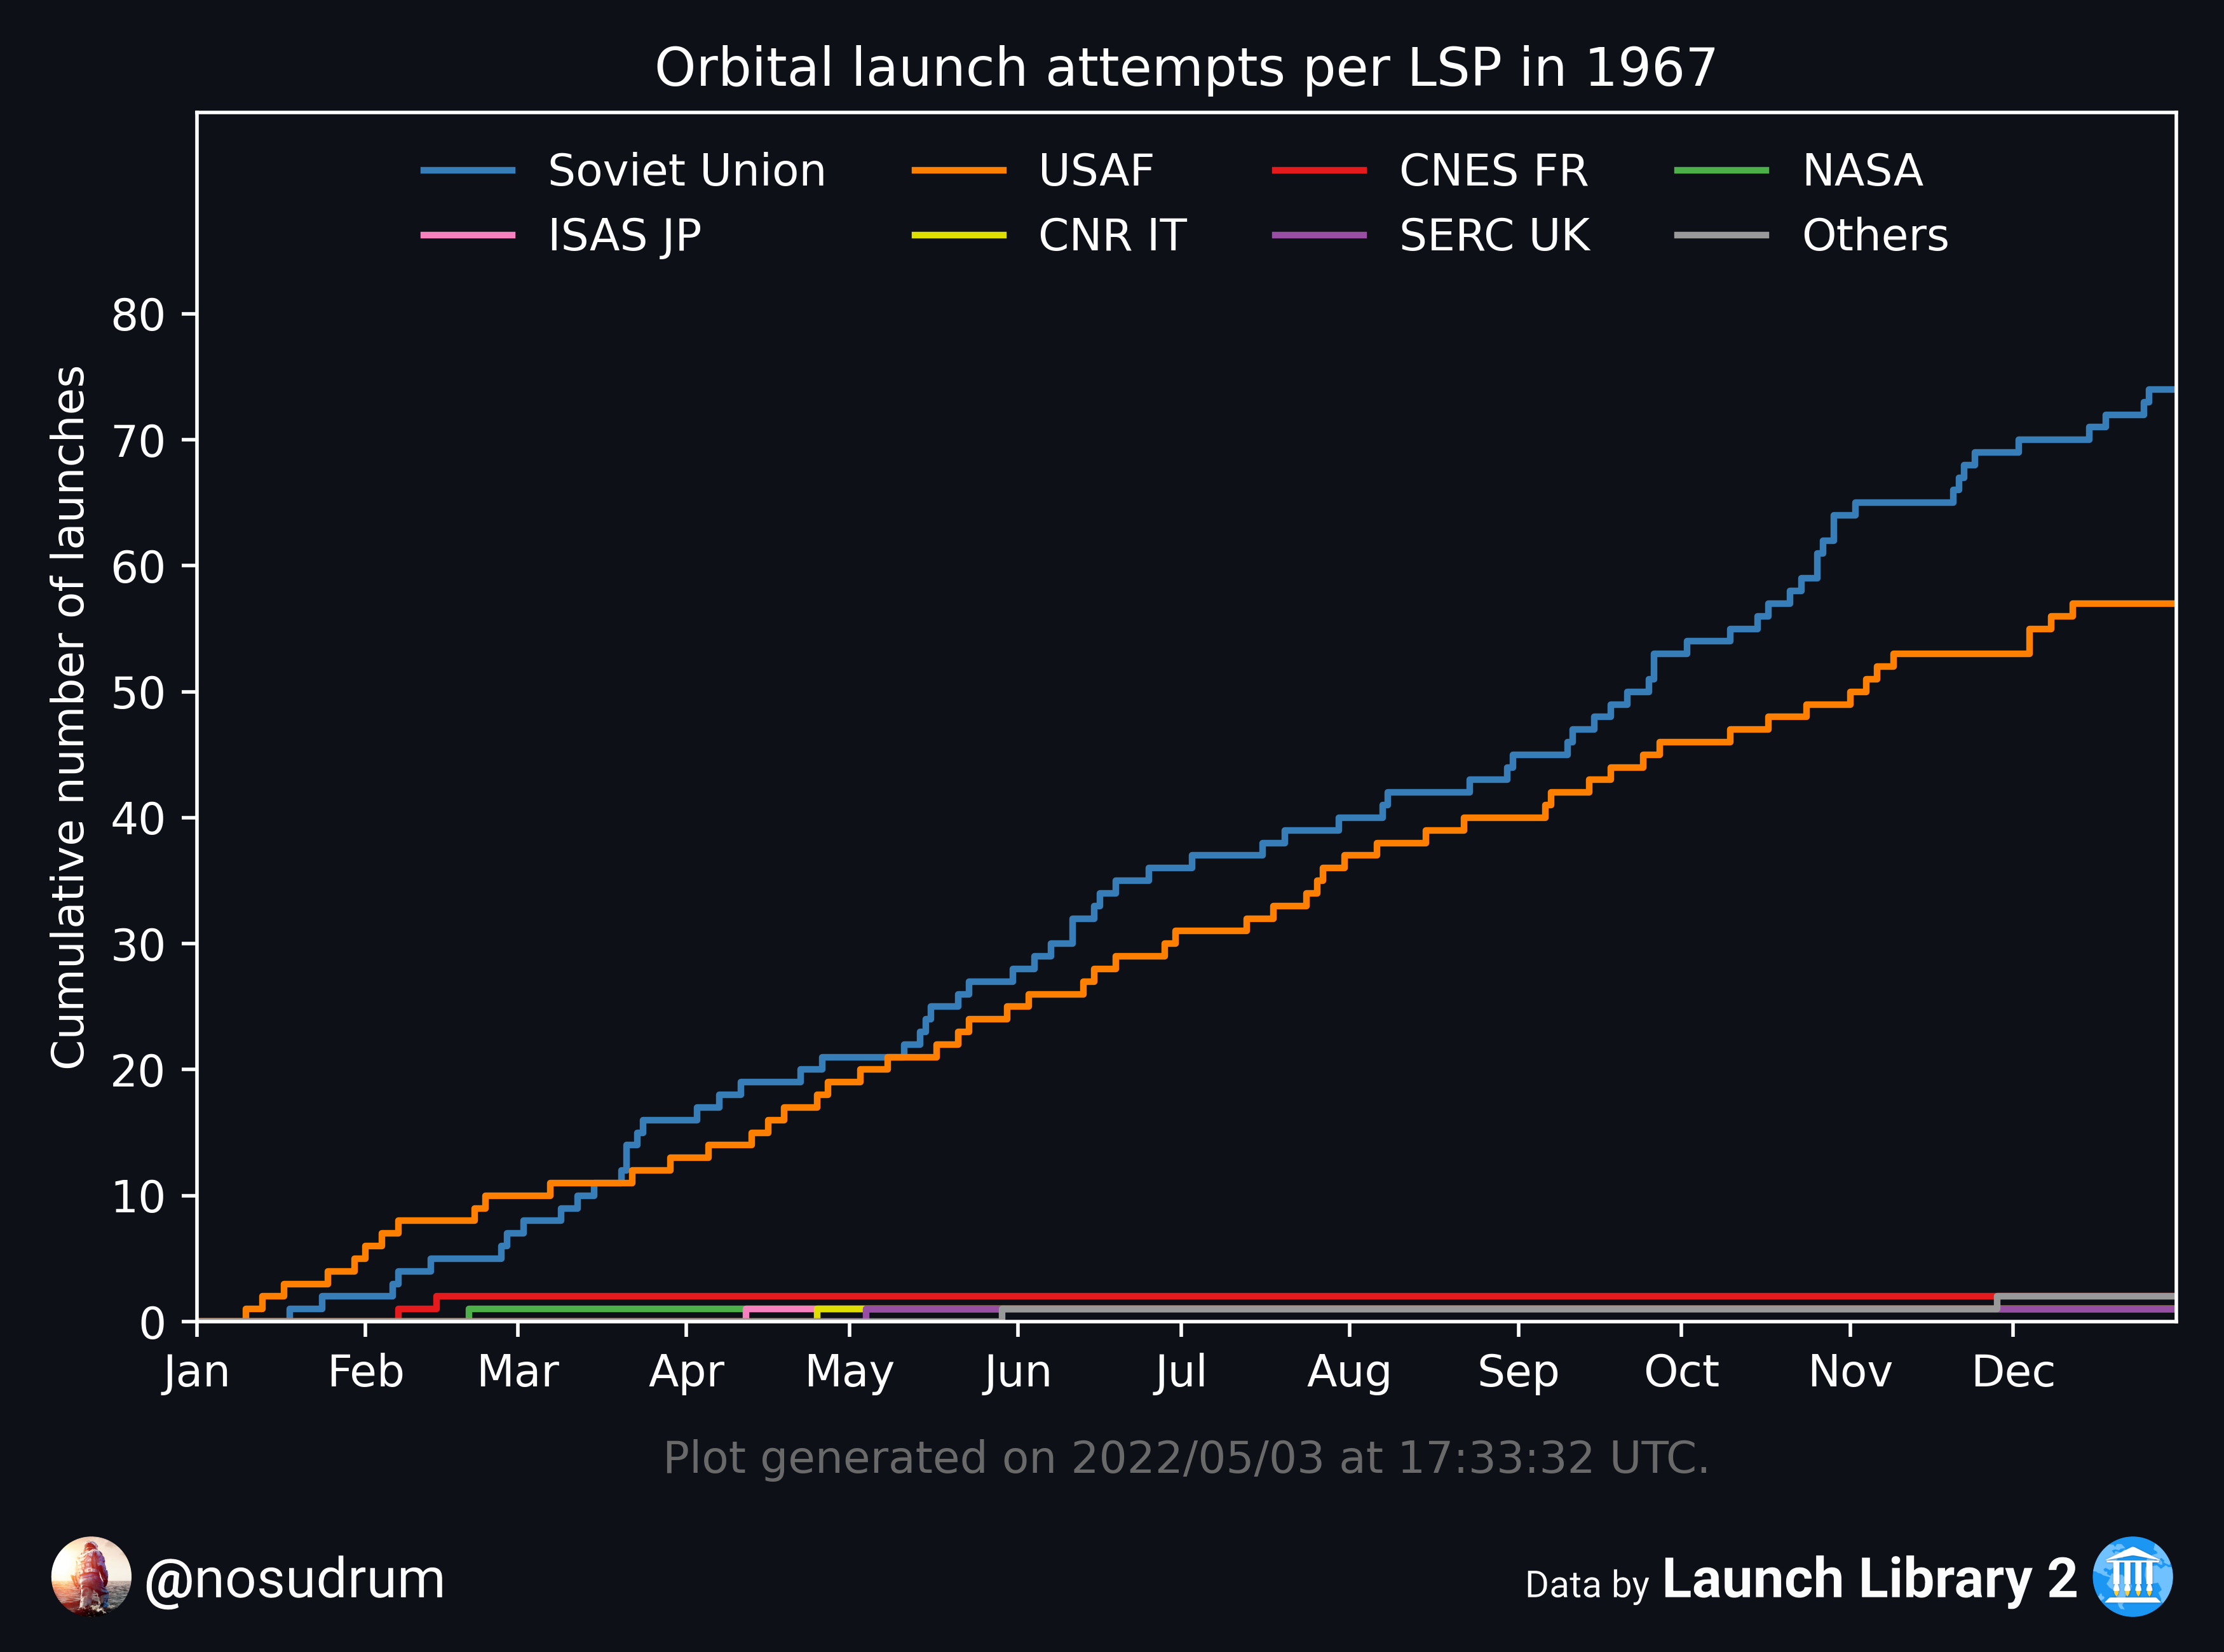 Orbital launch attempts per LSP in 1967
Soviet Union USAF CNES FR NASA
ISAS JP CNR IT SERC UK Others
Cumulative number of launches
80
70
60
50
40
30
20
10
0
Jan Feb Mar Apr May Jun Jul Aug Sep Oct Nov Dec
Plot generated on 2022/05/03 at 17:33:32 UTC.
@nosudrum
Data by Launch Library 2